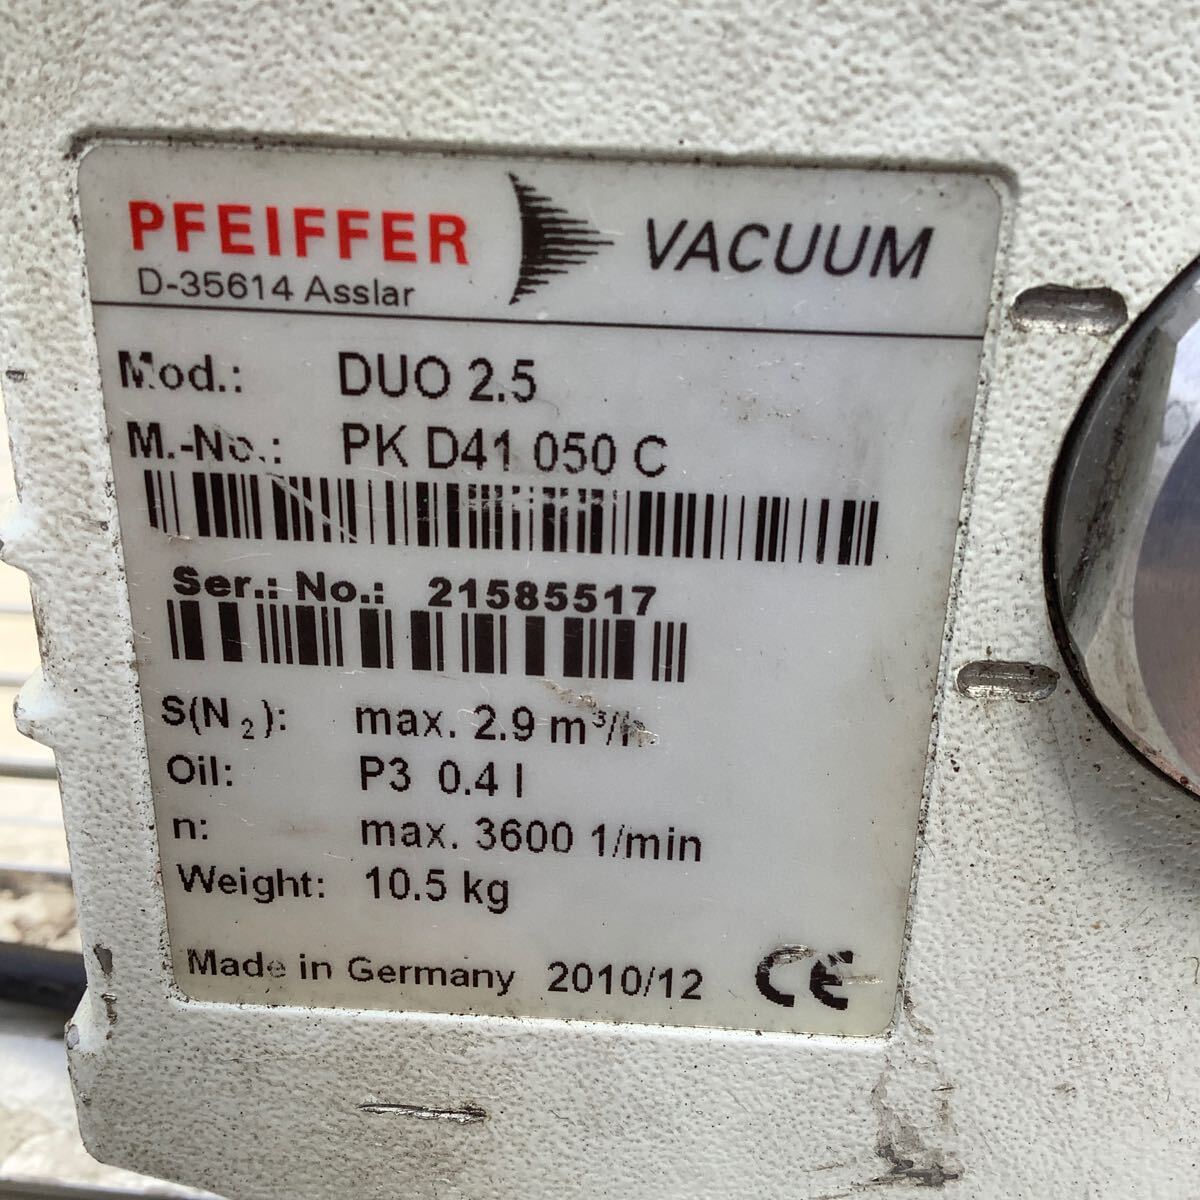 PFEIFFER VACUUM
D-35614 Asslar
Mod.: DUO 2.5
M.-No.: PK D41 050 C
Ser.: No.: 21585517
S(N₂): max. 2.9 m³/h
Oil: P3 0.4 l
n: max. 3600 1/min
Weight: 10.5 kg
Made in Germany 2010/12 CE